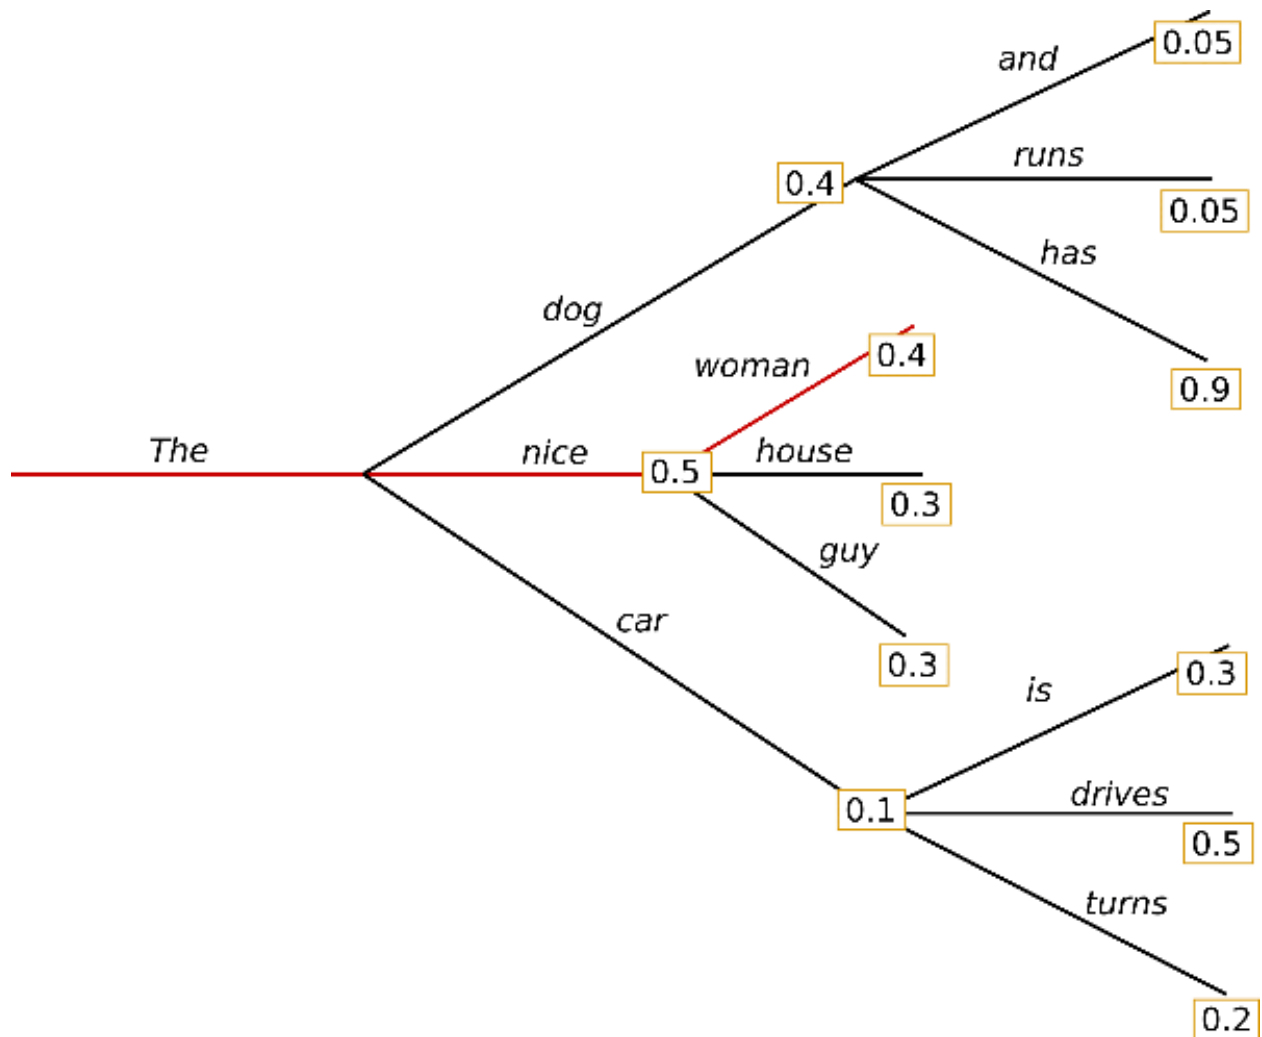 and
0.05
runs
0.4
0.05
has
dog
woman
0.4
0.9
The
nice
0.5
house
0.3
guy
car
0.3
is
0.3
drives
0.1
0.5
turns
0.2